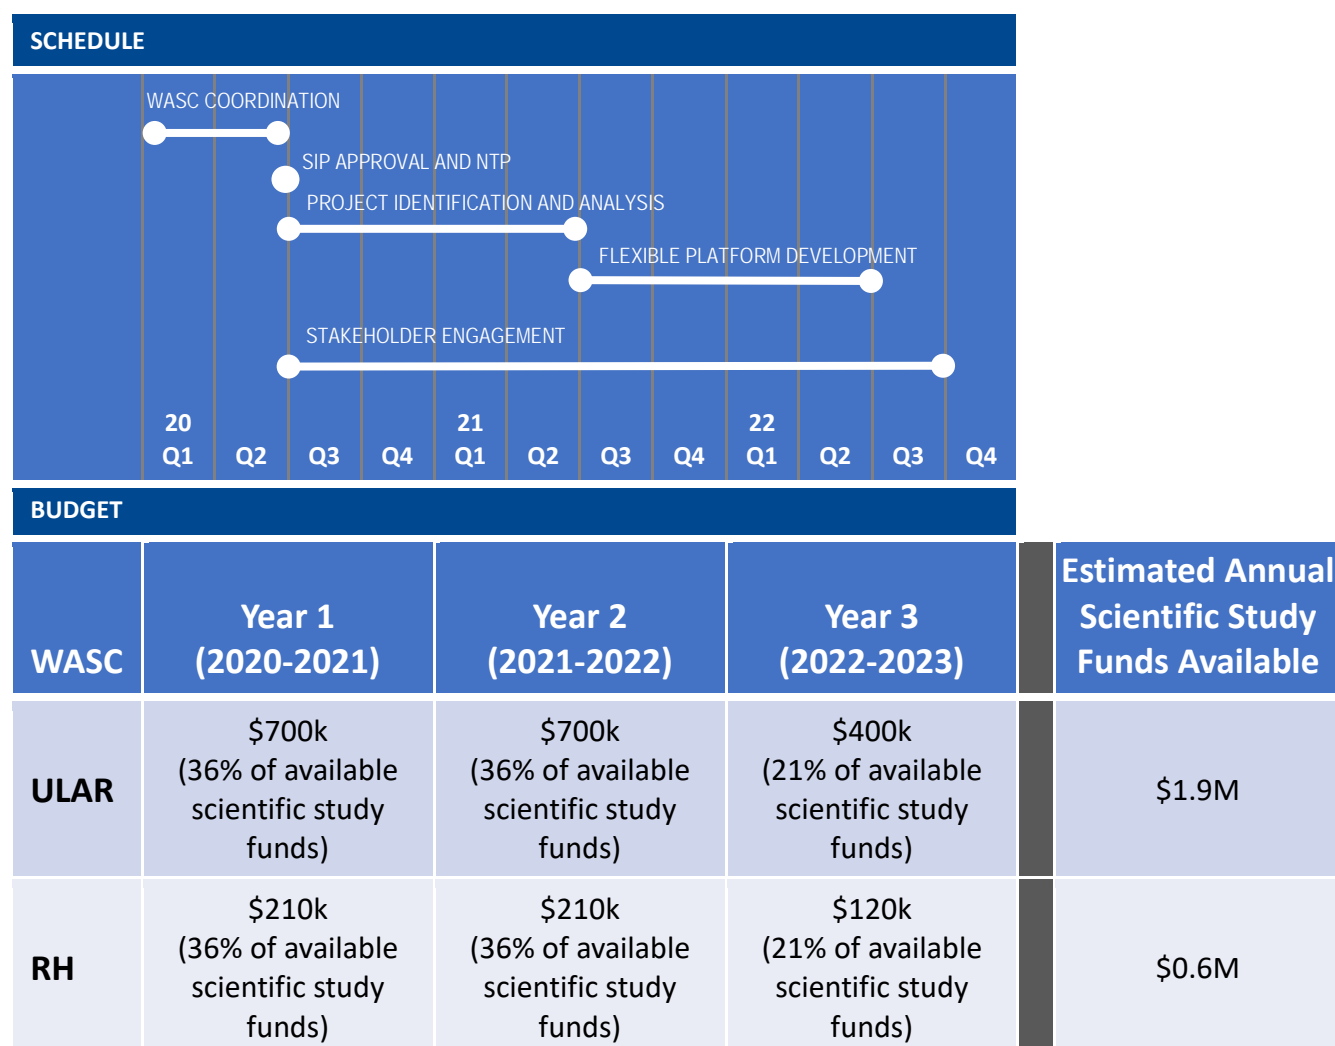 SCHEDULE
WASC COORDINATION
SIP APPROVAL AND NTP
PROJECT IDENTIFICATION AND ANALYSIS
FLEXIBLE PLATFORM DEVELOPMENT
STAKEHOLDER ENGAGEMENT
20 21 22
Q1 Q2 Q3 Q4 Q1 Q2 Q3 Q4 Q1 Q2 Q3 Q4
BUDGET
WASC
Year 1
(2020-2021)
Year 2
(2021-2022)
Year 3
(2022-2023)
Estimated Annual
Scientific Study
Funds Available
ULAR
$700k
(36% of available
scientific study
funds)
$700k
(36% of available
scientific study
funds)
$400k
(21% of available
scientific study
funds)
$1.9M
RH
$210k
(36% of available
scientific study
funds)
$210k
(36% of available
scientific study
funds)
$120k
(21% of available
scientific study
funds)
$0.6M